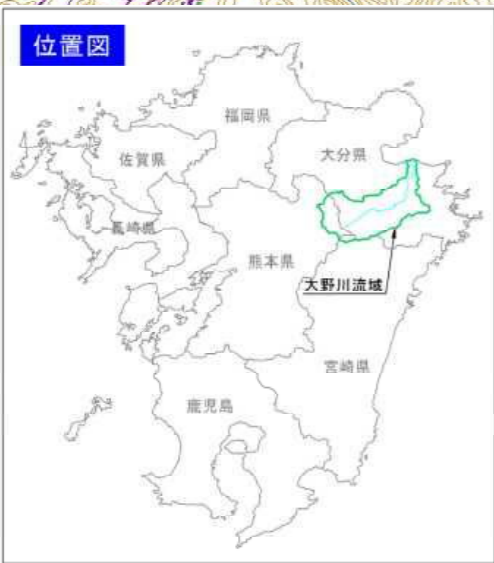 位置図
福岡県
佐賀県
大分県
長崎県
熊本県
大野川流域
宮崎県
鹿児島